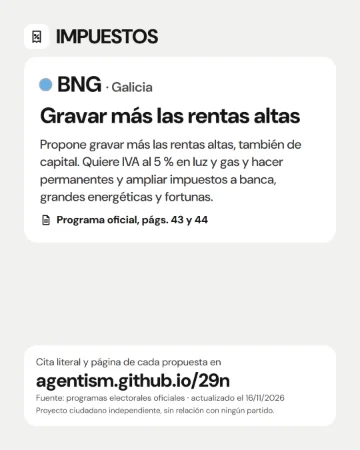 IMPUESTOS
BNG · Galicia
Gravar más las rentas altas
Propone gravar más las rentas altas, también de
capital. Quiere IVA al 5 % en luz y gas y hacer
permanentes y ampliar impuestos a banca,
grandes energéticas y fortunas.
Programa oficial, págs. 43 y 44
Cita literal y página de cada propuesta en
agentism.github.io/29n
Fuente: programas electorales oficiales · actualizado el 16/11/2026
Proyecto ciudadano independiente, sin relación con ningún partido.